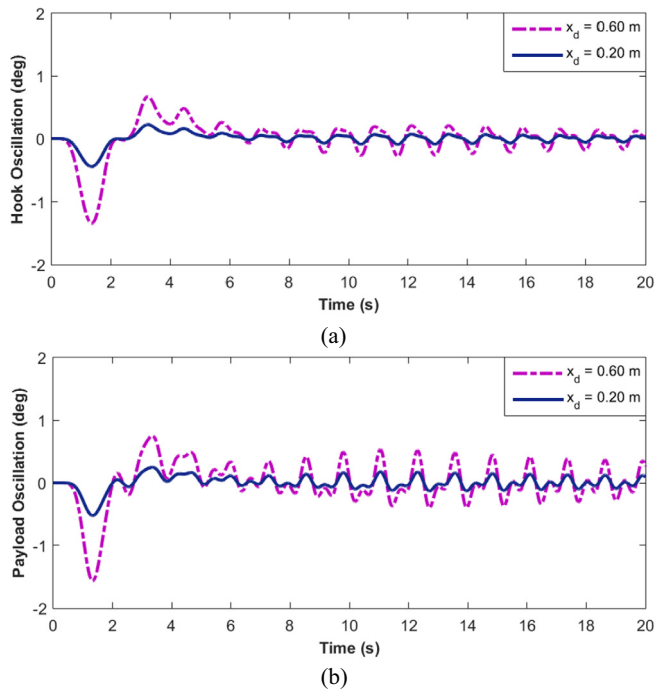 2
x_d = 0.60 m
x_d = 0.20 m
1
0
-1
-2
Hook Oscillation (deg)
0 2 4 6 8 10 12 14 16 18 20
Time (s)
(a)
2
x_d = 0.60 m
x_d = 0.20 m
1
0
-1
-2
Payload Oscillation (deg)
0 2 4 6 8 10 12 14 16 18 20
Time (s)
(b)